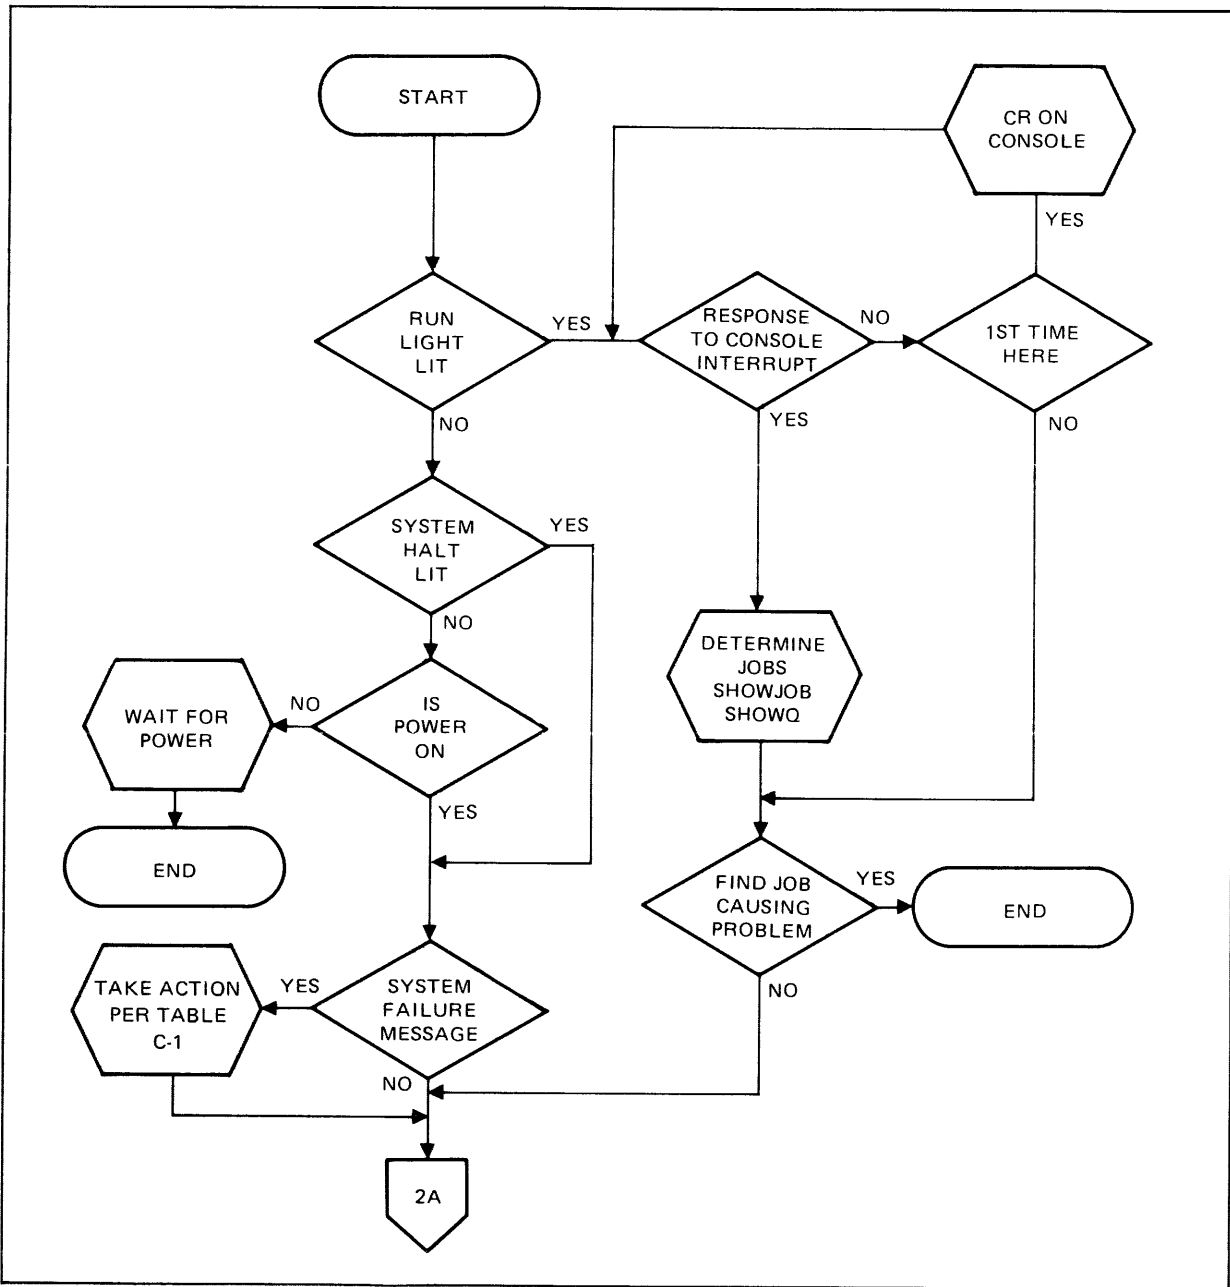 START
CR ON
CONSOLE
YES
RUN
LIGHT
LIT
YES
RESPONSE
TO CONSOLE
INTERRUPT
NO
1ST TIME
HERE
NO
YES
NO
SYSTEM
HALT
LIT
YES
NO
DETERMINE
JOBS
SHOWJOB
SHOWQ
WAIT FOR
POWER
NO
IS
POWER
ON
YES
END
FIND JOB
CAUSING
PROBLEM
YES
END
NO
TAKE ACTION
PER TABLE
C-1
YES
SYSTEM
FAILURE
MESSAGE
NO
2A